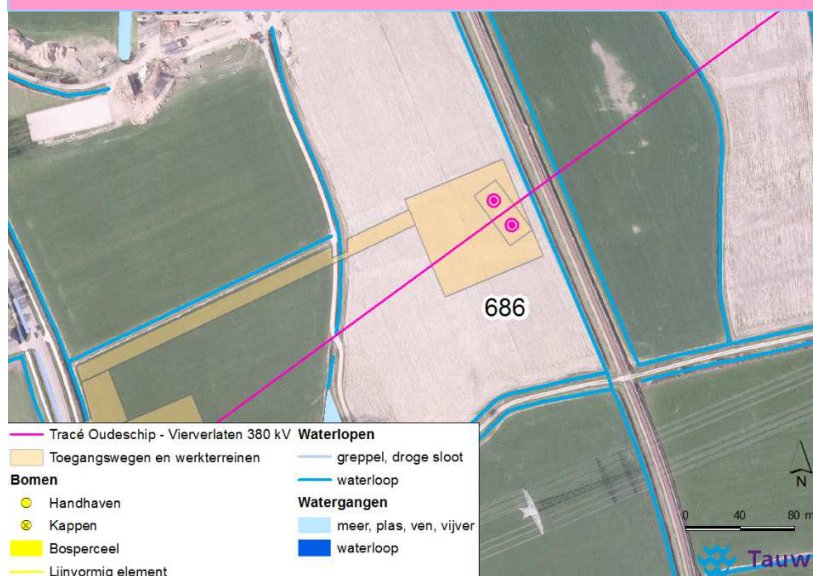 686
Tracé Oudeschip - Vierverlaten 380 kV
Toegangswegen en werkterreinen
Bomen
Handhaven
Kappen
Bosperceel
Lijnvormig element
Waterlopen
greppel, droge sloot
waterloop
Watergangen
meer, plas, ven, vijver
waterloop
N
0 40 80 m
Tauw